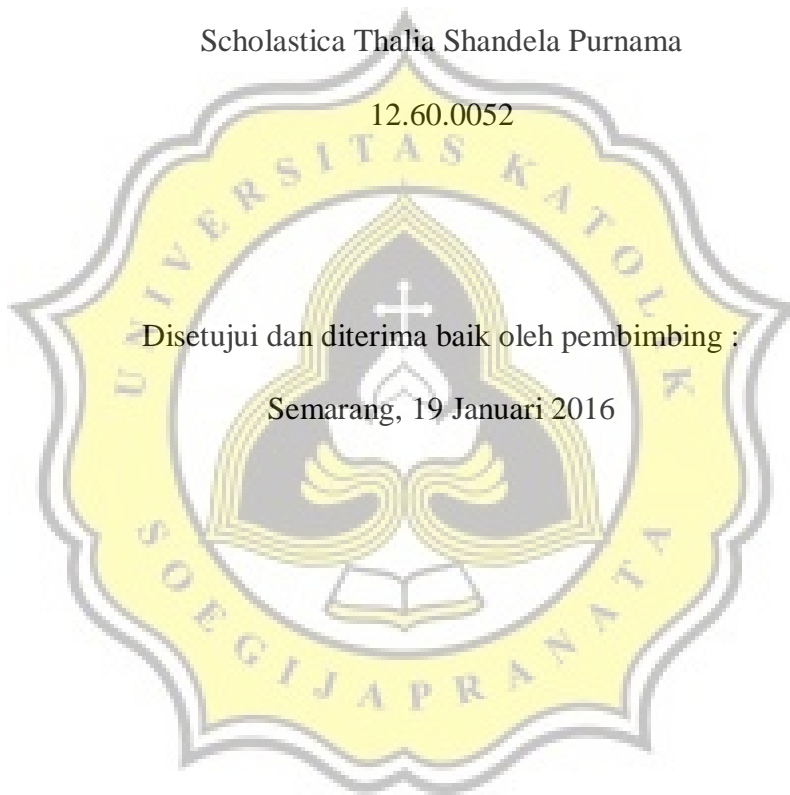 Scholastica Thalia Shandela Purnama
12.60.0052
UNIVERSITAS KATOLIK
Disetujui dan diterima baik oleh pembimbing :
Semarang, 19 Januari 2016
SOEGIJAPRANATA